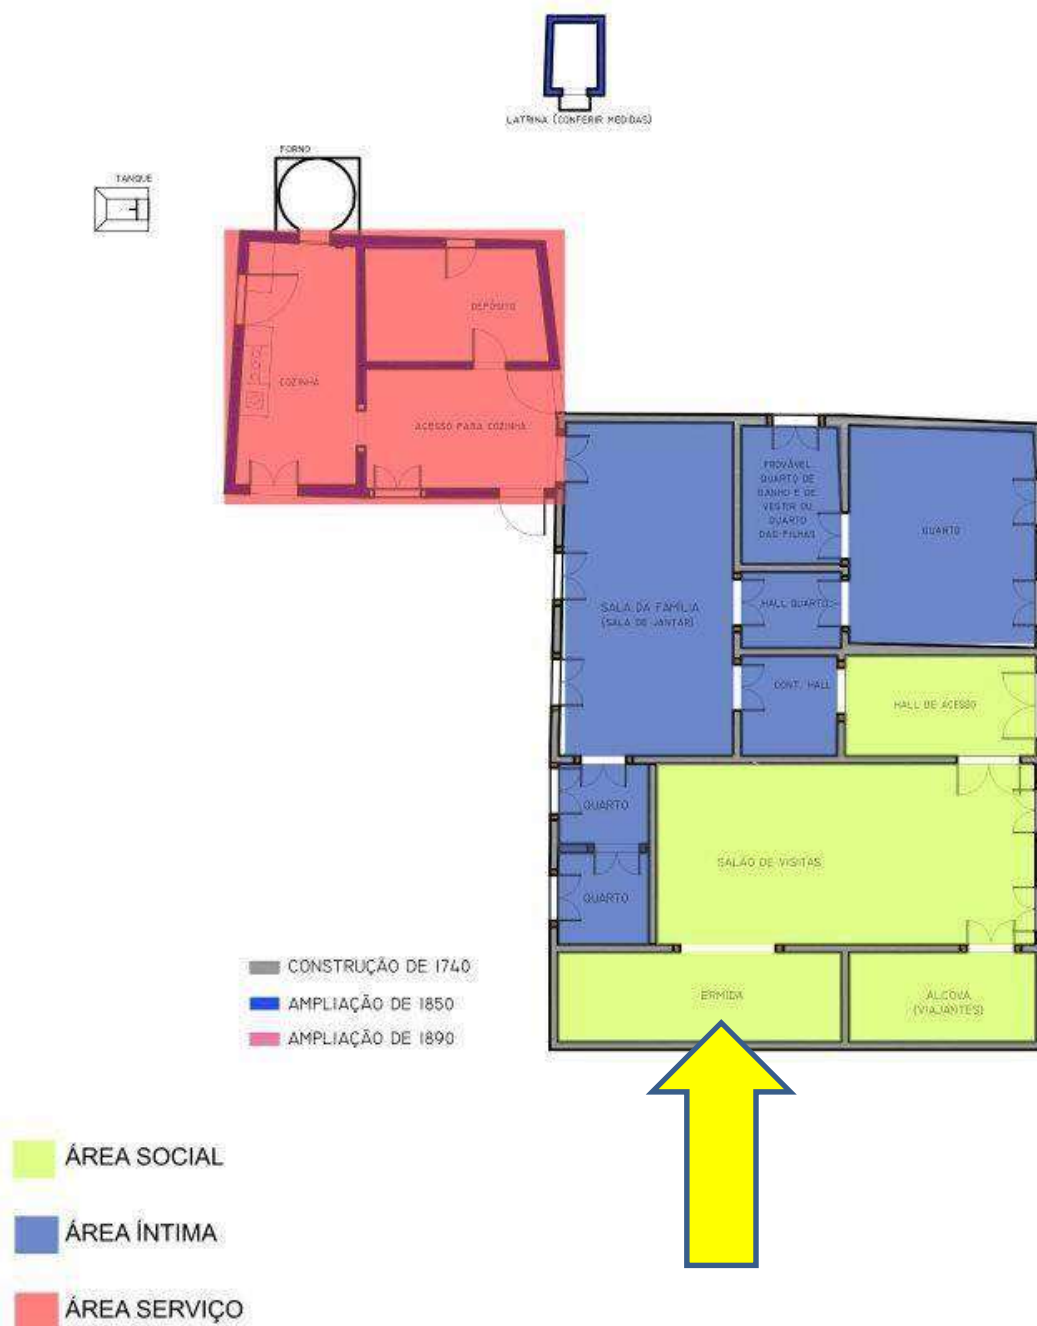 LATRINA (CONFERIR MEDIDAS)
FORNO
TANQUE
DEPÓSITO
COZINHA
ACESSO PARA COZINHA
PROVÁVEL
QUARTO DE
BANHO E DE
VESTIR OU
QUARTO
DAS FILHAS
QUARTO
SALA DA FAMÍLIA
(SALA DE JANTAR)
HALL QUARTO
CONT. HALL
HALL DE ACESSO
QUARTO
SALÃO DE VISITAS
QUARTO
ERMIDA
ALCOVA
(VIAJANTES)
CONSTRUÇÃO DE 1740
AMPLIAÇÃO DE 1850
AMPLIAÇÃO DE 1890
ÁREA SOCIAL
ÁREA ÍNTIMA
ÁREA SERVIÇO